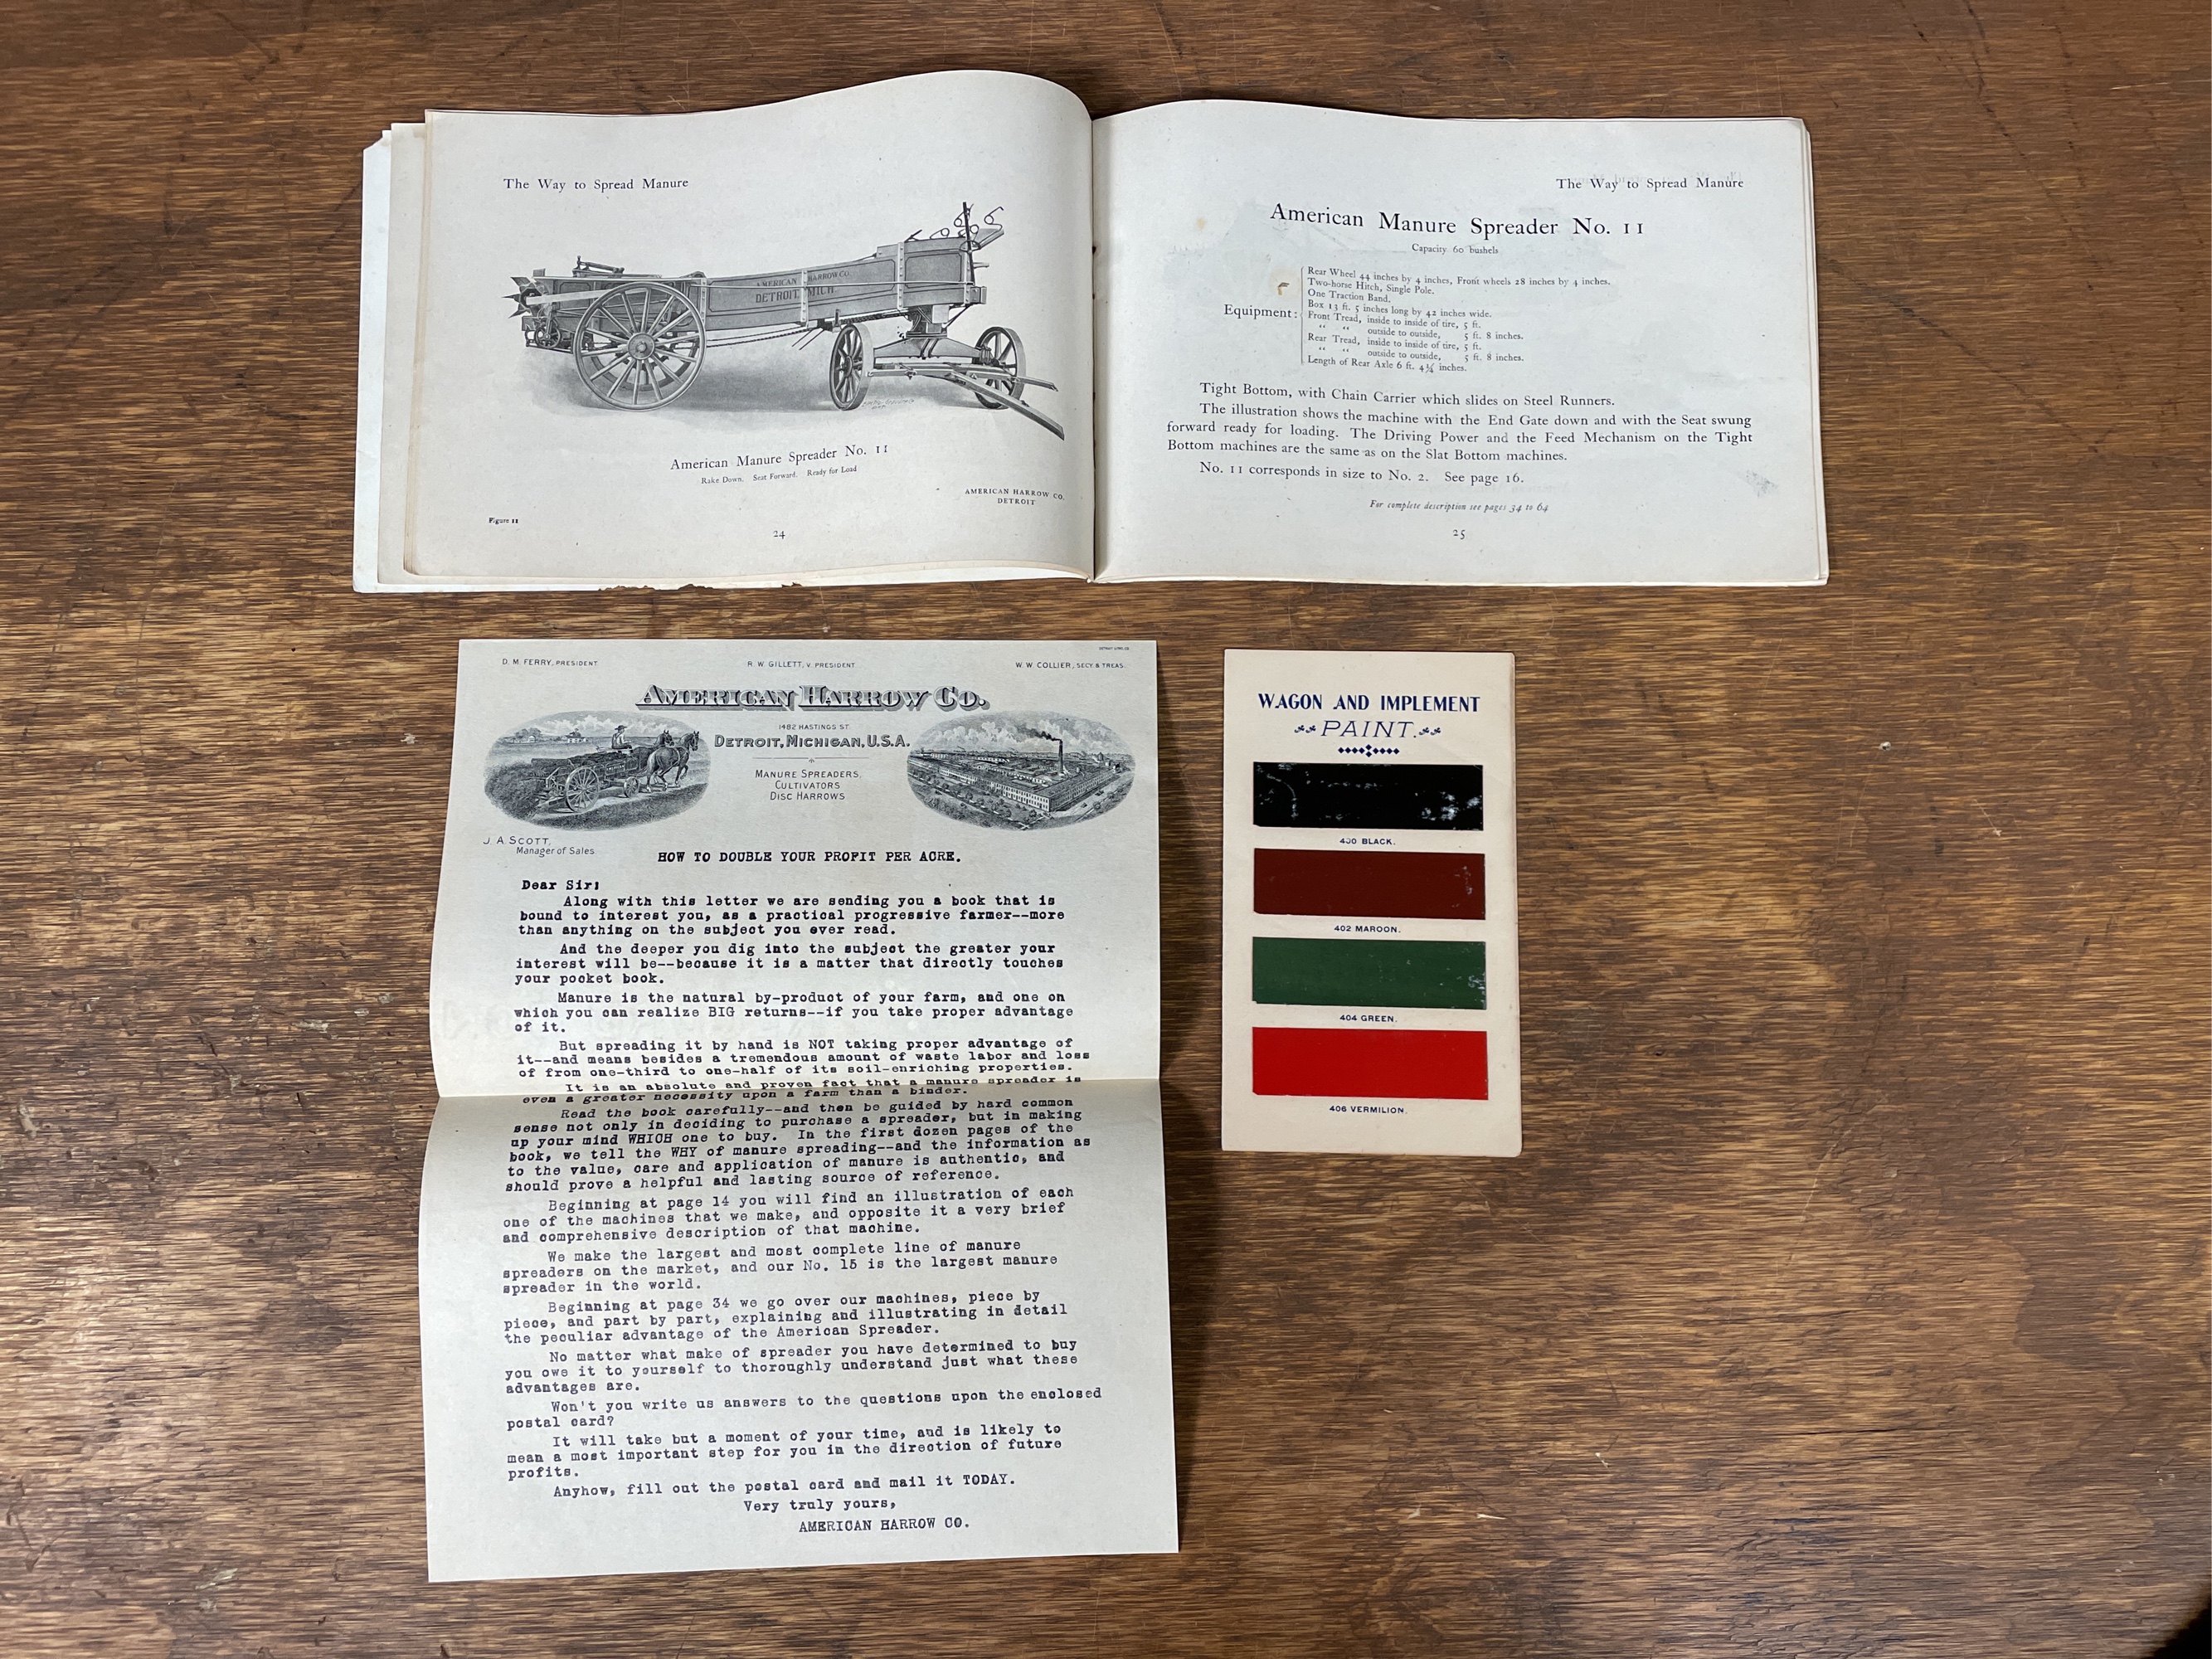 The Way to Spread Manure
AMERICAN HARROW CO.
DETROIT, MICH.
American Manure Spreader No. 11
Rake Down. Seat Forward. Ready for Load
AMERICAN HARROW CO.
DETROIT
Figure 11
24
The Way to Spread Manure
American Manure Spreader No. 11
Capacity 60 bushels
Equipment:
Rear Wheel 44 inches by 4 inches, Front wheels 28 inches by 4 inches.
Two-horse Hitch, Single Pole.
One Traction Band.
Box 13 ft. 5 inches long by 42 inches wide.
Front Tread, inside to inside of tire, 5 ft.
“ “ outside to outside, 5 ft. 8 inches.
Rear Tread, inside to inside of tire, 5 ft.
“ “ outside to outside, 5 ft. 8 inches.
Length of Rear Axle 6 ft. 4¼ inches.
Tight Bottom, with Chain Carrier which slides on Steel Runners.
The illustration shows the machine with the End Gate down and with the Seat swung
forward ready for loading. The Driving Power and the Feed Mechanism on the Tight
Bottom machines are the same as on the Slat Bottom machines.
No. 11 corresponds in size to No. 2. See page 16.
For complete description see pages 34 to 64
25
D. M. FERRY, PRESIDENT.
R. W. GILLETT, V. PRESIDENT.
W. W. COLLIER, SECY. & TREAS.
AMERICAN HARROW CO.
1482 HASTINGS ST.
DETROIT, MICHIGAN, U.S.A.
MANURE SPREADERS,
CULTIVATORS
DISC HARROWS
J. A. SCOTT,
Manager of Sales
HOW TO DOUBLE YOUR PROFIT PER ACRE.
Dear Sir:
Along with this letter we are sending you a book that is
bound to interest you, as a practical progressive farmer--more
than anything on the subject you ever read.
And the deeper you dig into the subject the greater your
interest will be--because it is a matter that directly touches
your pocket book.
Manure is the natural by-product of your farm, and one on
which you can realize BIG returns--if you take proper advantage
of it.
But spreading it by hand is NOT taking proper advantage of
it--and means besides a tremendous amount of waste labor and loss
of from one-third to one-half of its soil-enriching properties.
It is an absolute and proven fact that a manure spreader is
even a greater necessity upon a farm than a binder.
Read the book carefully--and then be guided by hard common
sense not only in deciding to purchase a spreader, but in making
up your mind WHICH one to buy. In the first dozen pages of the
book, we tell the WHY of manure spreading--and the information as
to the value, care and application of manure is authentic, and
should prove a helpful and lasting source of reference.
Beginning at page 14 you will find an illustration of each
one of the machines that we make, and opposite it a very brief
and comprehensive description of that machine.
We make the largest and most complete line of manure
spreaders on the market, and our No. 15 is the largest manure
spreader in the world.
Beginning at page 34 we go over our machines, piece by
piece, and part by part, explaining and illustrating in detail
the peculiar advantage of the American Spreader.
No matter what make of spreader you have determined to buy
you owe it to yourself to thoroughly understand just what these
advantages are.
Won't you write us answers to the questions upon the enclosed
postal card?
It will take but a moment of your time, and is likely to
mean a most important step for you in the direction of future
profits.
Anyhow, fill out the postal card and mail it TODAY.
Very truly yours,
AMERICAN HARROW CO.
WAGON AND IMPLEMENT
PAINT.
400 BLACK.
402 MAROON.
404 GREEN.
406 VERMILION.